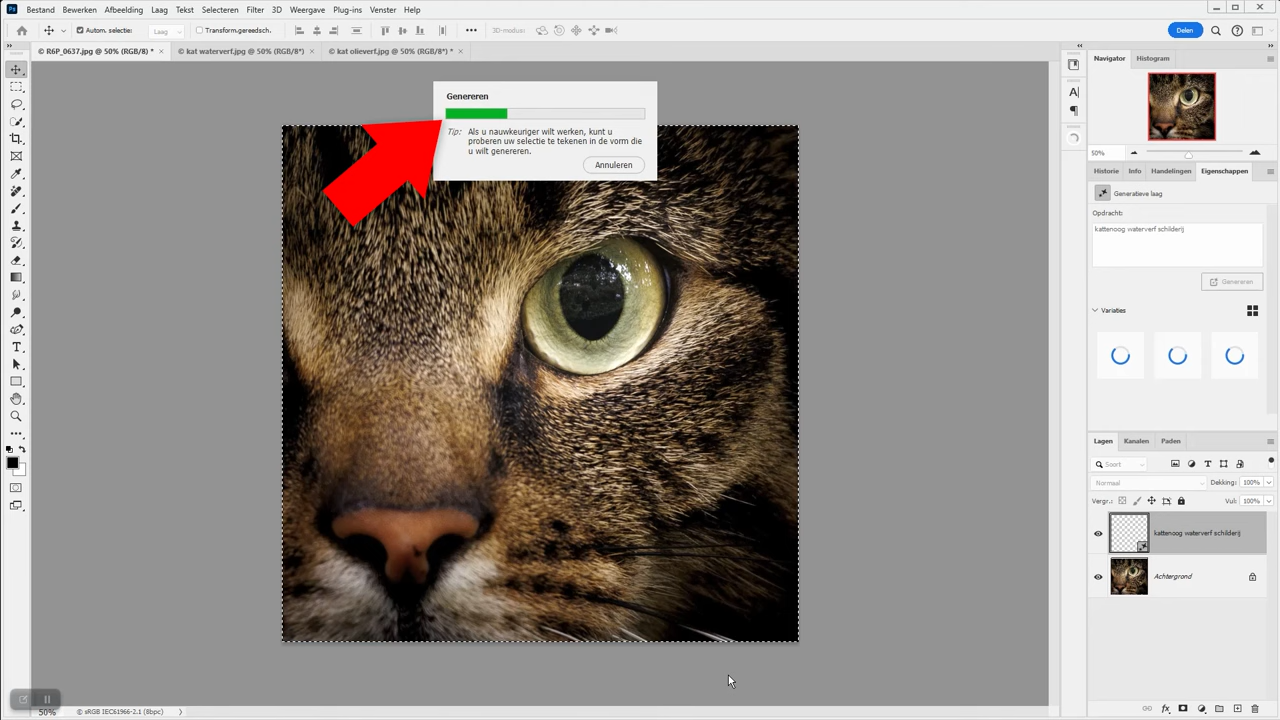 Ps Bestand Bewerken Afbeelding Laag Tekst Selecteren Filter 3D Weergave Plug-ins Venster Help
Autom. selectie: Laag Transform.gereedsch. 3D-modus: Delen
© R6P_0637.jpg @ 50% (RGB/8) * © kat waterverf.jpg @ 50% (RGB/8*) © kat olieverf.jpg @ 50% (RGB/8*) *
Genereren
Tip: Als u nauwkeuriger wilt werken, kunt u
proberen uw selectie te tekenen in de vorm die
u wilt genereren.
Annuleren
Navigator Histogram
50%
Historie Info Handelingen Eigenschappen
Generatieve laag
Opdracht:
kattenoog waterverf schilderij
Genereren
Variaties
Lagen Kanalen Paden
Soort
Normaal Dekking: 100%
Vergr.: Vul: 100%
kattenoog waterverf schilderij
Achtergrond
50% © sRGB IEC61966-2.1 (8bpc)